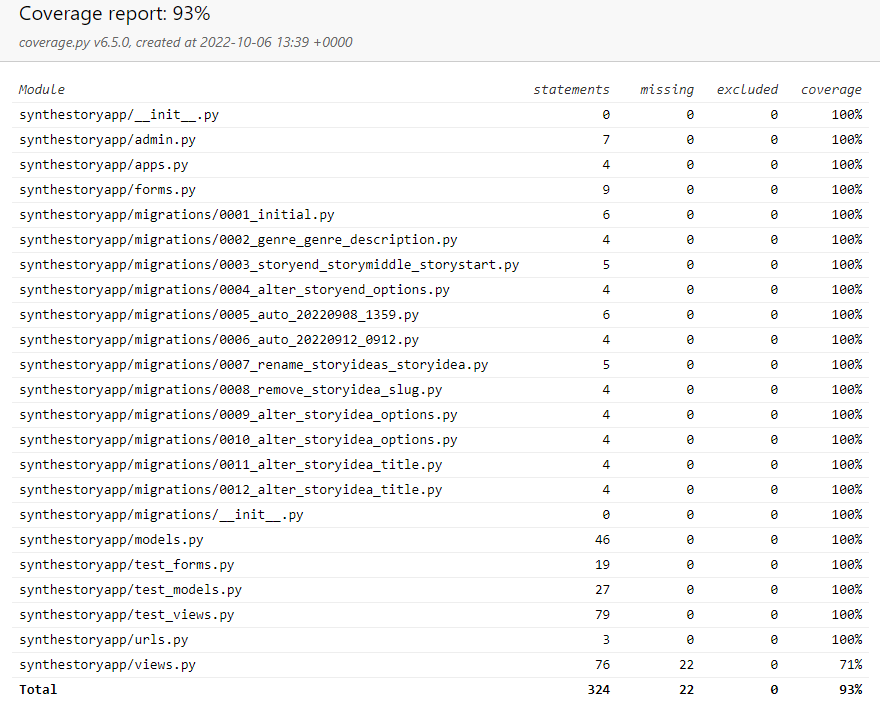 Coverage report: 93%
coverage.py v6.5.0, created at 2022-10-06 13:39 +0000
Module statements missing excluded coverage
synthestoryapp/__init__.py 0 0 0 100%
synthestoryapp/admin.py 7 0 0 100%
synthestoryapp/apps.py 4 0 0 100%
synthestoryapp/forms.py 9 0 0 100%
synthestoryapp/migrations/0001_initial.py 6 0 0 100%
synthestoryapp/migrations/0002_genre_genre_description.py 4 0 0 100%
synthestoryapp/migrations/0003_storyend_storymiddle_storystart.py 5 0 0 100%
synthestoryapp/migrations/0004_alter_storyend_options.py 4 0 0 100%
synthestoryapp/migrations/0005_auto_20220908_1359.py 6 0 0 100%
synthestoryapp/migrations/0006_auto_20220912_0912.py 4 0 0 100%
synthestoryapp/migrations/0007_rename_storyideas_storyidea.py 5 0 0 100%
synthestoryapp/migrations/0008_remove_storyidea_slug.py 4 0 0 100%
synthestoryapp/migrations/0009_alter_storyidea_options.py 4 0 0 100%
synthestoryapp/migrations/0010_alter_storyidea_options.py 4 0 0 100%
synthestoryapp/migrations/0011_alter_storyidea_title.py 4 0 0 100%
synthestoryapp/migrations/0012_alter_storyidea_title.py 4 0 0 100%
synthestoryapp/migrations/__init__.py 0 0 0 100%
synthestoryapp/models.py 46 0 0 100%
synthestoryapp/test_forms.py 19 0 0 100%
synthestoryapp/test_models.py 27 0 0 100%
synthestoryapp/test_views.py 79 0 0 100%
synthestoryapp/urls.py 3 0 0 100%
synthestoryapp/views.py 76 22 0 71%
Total 324 22 0 93%